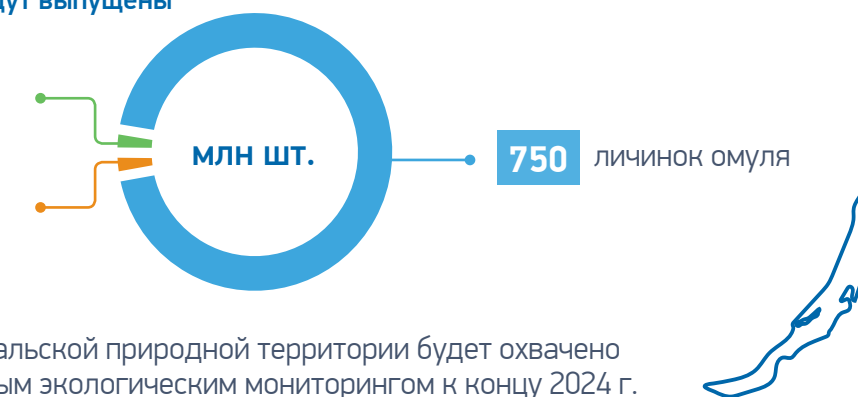 дут выпущены
млн шт.
750 личинок омуля
альской природной территории будет охвачено
ым экологическим мониторингом к концу 2024 г.